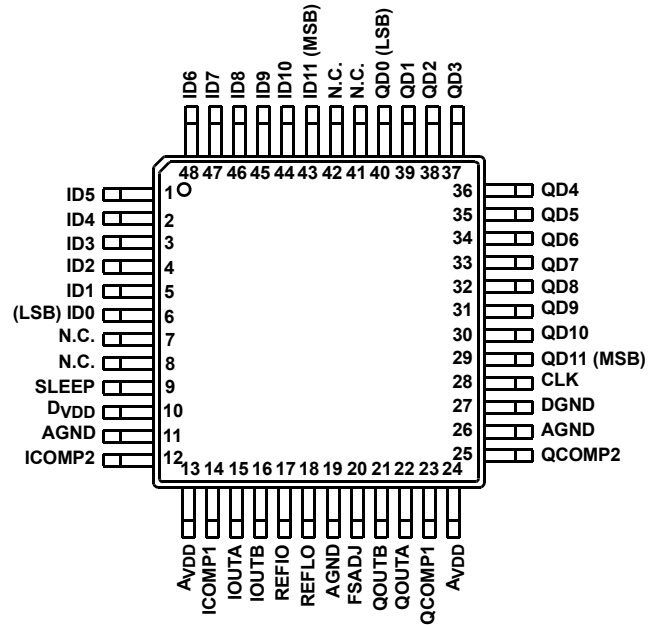 ID6
ID7
ID8
ID9
ID10
ID11 (MSB)
N.C.
N.C.
QD0 (LSB)
QD1
QD2
QD3
48 47 46 45 44 43 42 41 40 39 38 37
ID5 1
ID4 2
ID3 3
ID2 4
ID1 5
(LSB) ID0 6
N.C. 7
N.C. 8
SLEEP 9
DVDD 10
AGND 11
ICOMP2 12
36 QD4
35 QD5
34 QD6
33 QD7
32 QD8
31 QD9
30 QD10
29 QD11 (MSB)
28 CLK
27 DGND
26 AGND
25 QCOMP2
13 14 15 16 17 18 19 20 21 22 23 24
AVDD
ICOMP1
IOUTA
IOUTB
REFIO
REFLO
AGND
FSADJ
QOUTB
QOUTA
QCOMP1
AVDD